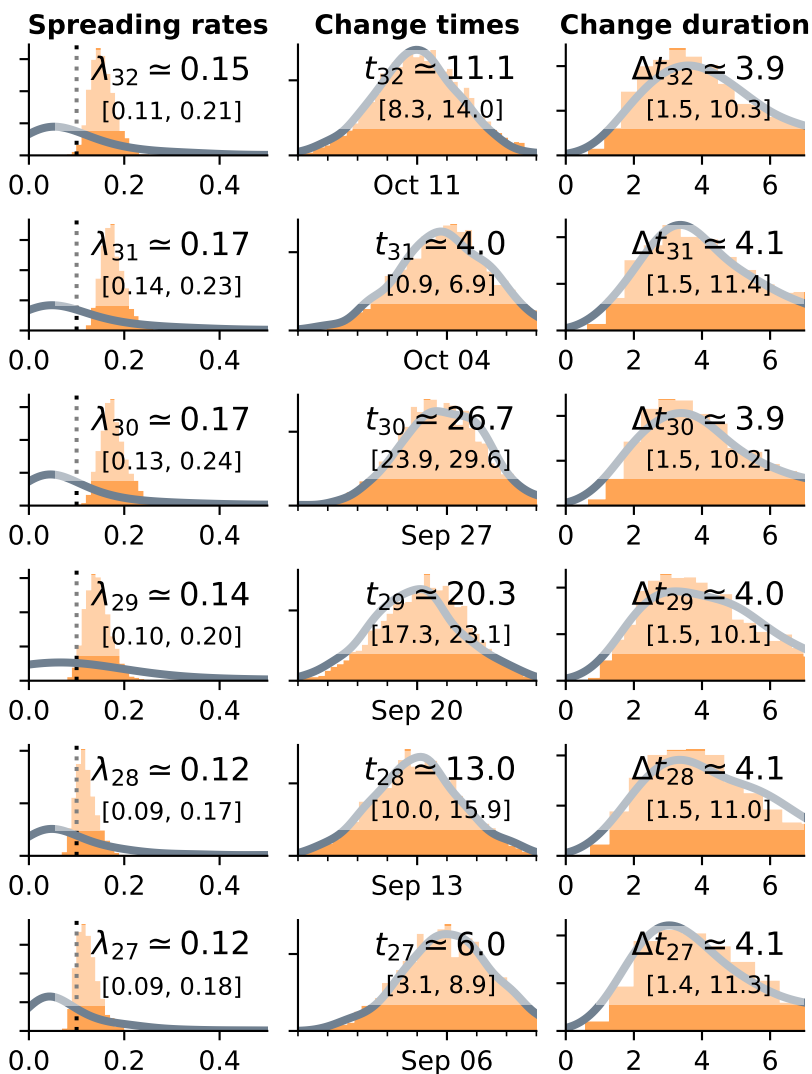 Spreading rates Change times Change duration
λ32 ≃ 0.15 t32 ≃ 11.1 Δt32 ≃ 3.9
[0.11, 0.21] [8.3, 14.0] [1.5, 10.3]
0.0 0.2 0.4 Oct 11 0 2 4 6
λ31 ≃ 0.17 t31 ≃ 4.0 Δt31 ≃ 4.1
[0.14, 0.23] [0.9, 6.9] [1.5, 11.4]
0.0 0.2 0.4 Oct 04 0 2 4 6
λ30 ≃ 0.17 t30 ≃ 26.7 Δt30 ≃ 3.9
[0.13, 0.24] [23.9, 29.6] [1.5, 10.2]
0.0 0.2 0.4 Sep 27 0 2 4 6
λ29 ≃ 0.14 t29 ≃ 20.3 Δt29 ≃ 4.0
[0.10, 0.20] [17.3, 23.1] [1.5, 10.1]
0.0 0.2 0.4 Sep 20 0 2 4 6
λ28 ≃ 0.12 t28 ≃ 13.0 Δt28 ≃ 4.1
[0.09, 0.17] [10.0, 15.9] [1.5, 11.0]
0.0 0.2 0.4 Sep 13 0 2 4 6
λ27 ≃ 0.12 t27 ≃ 6.0 Δt27 ≃ 4.1
[0.09, 0.18] [3.1, 8.9] [1.4, 11.3]
0.0 0.2 0.4 Sep 06 0 2 4 6